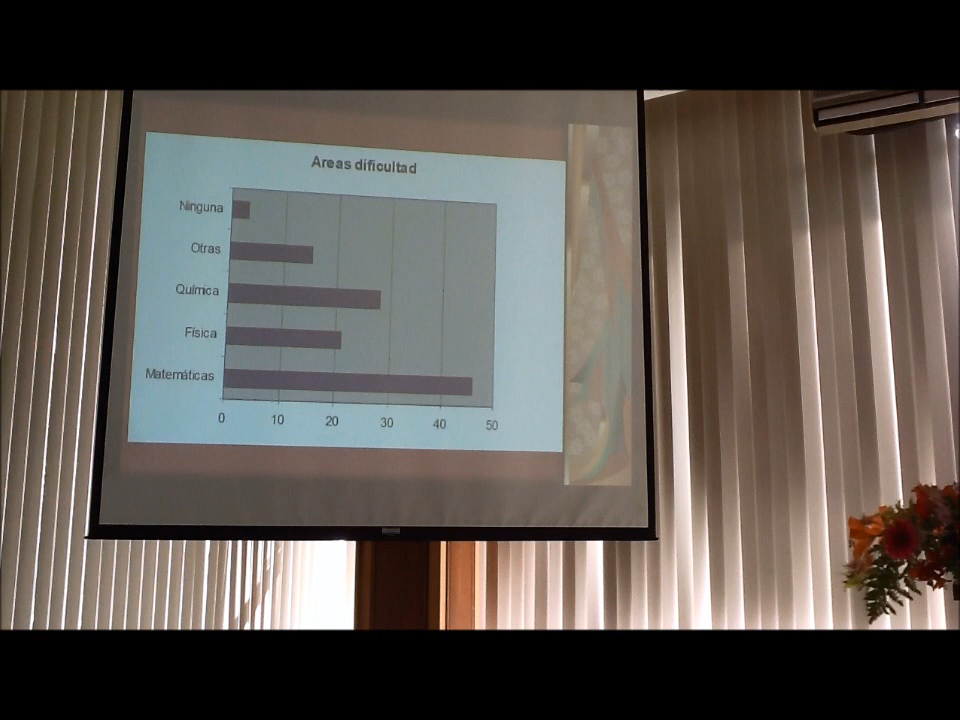 Areas dificultad
Ninguna
Otras
Química
Física
Matemáticas
0 10 20 30 40 50